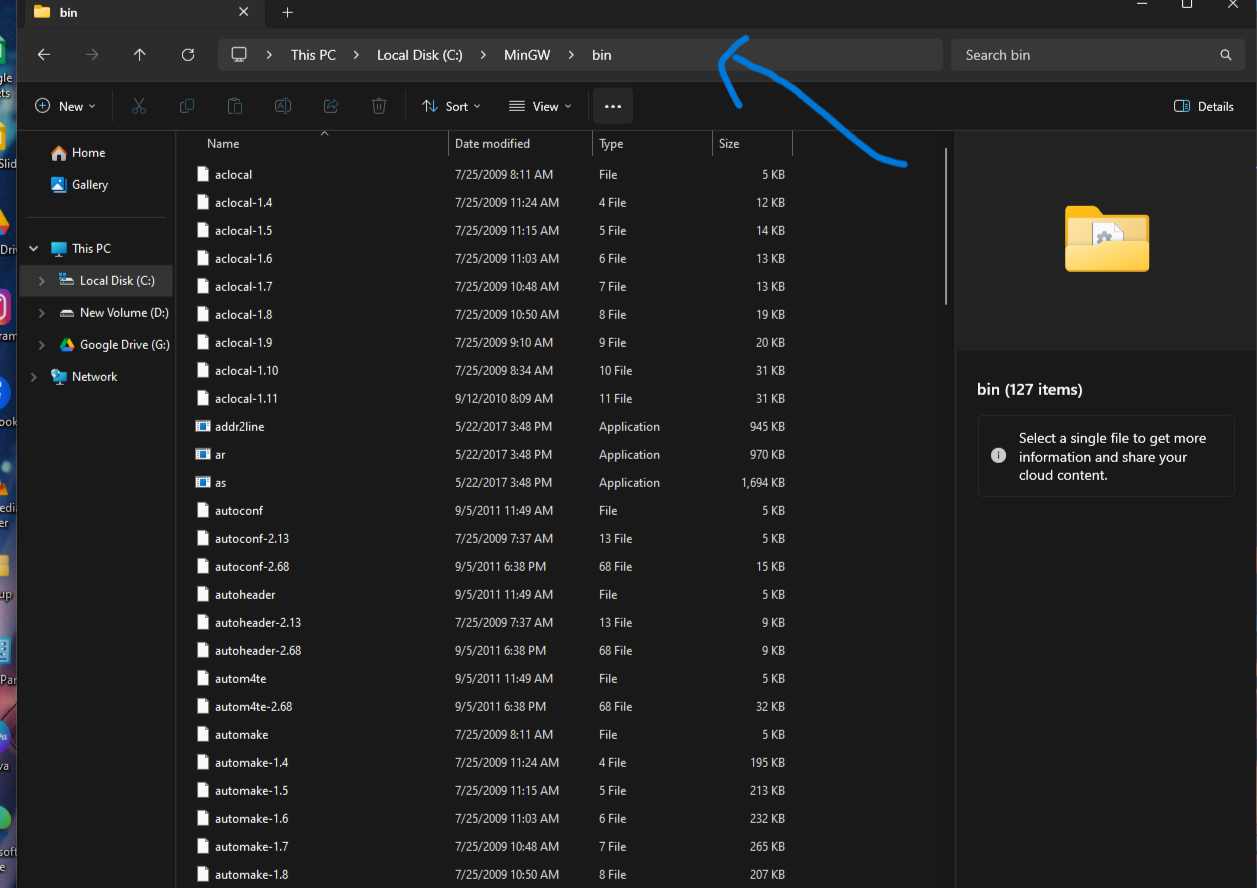 bin
This PC > Local Disk (C:) > MinGW > bin
Search bin
New
Sort
View
Details
Home
Gallery
This PC
Local Disk (C:)
New Volume (D:)
Google Drive (G:)
Network
Name Date modified Type Size
aclocal 7/25/2009 8:11 AM File 5 KB
aclocal-1.4 7/25/2009 11:24 AM 4 File 12 KB
aclocal-1.5 7/25/2009 11:15 AM 5 File 14 KB
aclocal-1.6 7/25/2009 11:03 AM 6 File 13 KB
aclocal-1.7 7/25/2009 10:48 AM 7 File 13 KB
aclocal-1.8 7/25/2009 10:50 AM 8 File 19 KB
aclocal-1.9 7/25/2009 9:10 AM 9 File 20 KB
aclocal-1.10 7/25/2009 8:34 AM 10 File 31 KB
aclocal-1.11 9/12/2010 8:09 AM 11 File 31 KB
addr2line 5/22/2017 3:48 PM Application 945 KB
ar 5/22/2017 3:48 PM Application 970 KB
as 5/22/2017 3:48 PM Application 1,694 KB
autoconf 9/5/2011 11:49 AM File 5 KB
autoconf-2.13 7/25/2009 7:37 AM 13 File 5 KB
autoconf-2.68 9/5/2011 6:38 PM 68 File 15 KB
autoheader 9/5/2011 11:49 AM File 5 KB
autoheader-2.13 7/25/2009 7:37 AM 13 File 9 KB
autoheader-2.68 9/5/2011 6:38 PM 68 File 9 KB
autom4te 9/5/2011 11:49 AM File 5 KB
autom4te-2.68 9/5/2011 6:38 PM 68 File 32 KB
automake 7/25/2009 8:11 AM File 5 KB
automake-1.4 7/25/2009 11:24 AM 4 File 195 KB
automake-1.5 7/25/2009 11:15 AM 5 File 213 KB
automake-1.6 7/25/2009 11:03 AM 6 File 232 KB
automake-1.7 7/25/2009 10:48 AM 7 File 265 KB
automake-1.8 7/25/2009 10:50 AM 8 File 207 KB
bin (127 items)
Select a single file to get more
information and share your
cloud content.